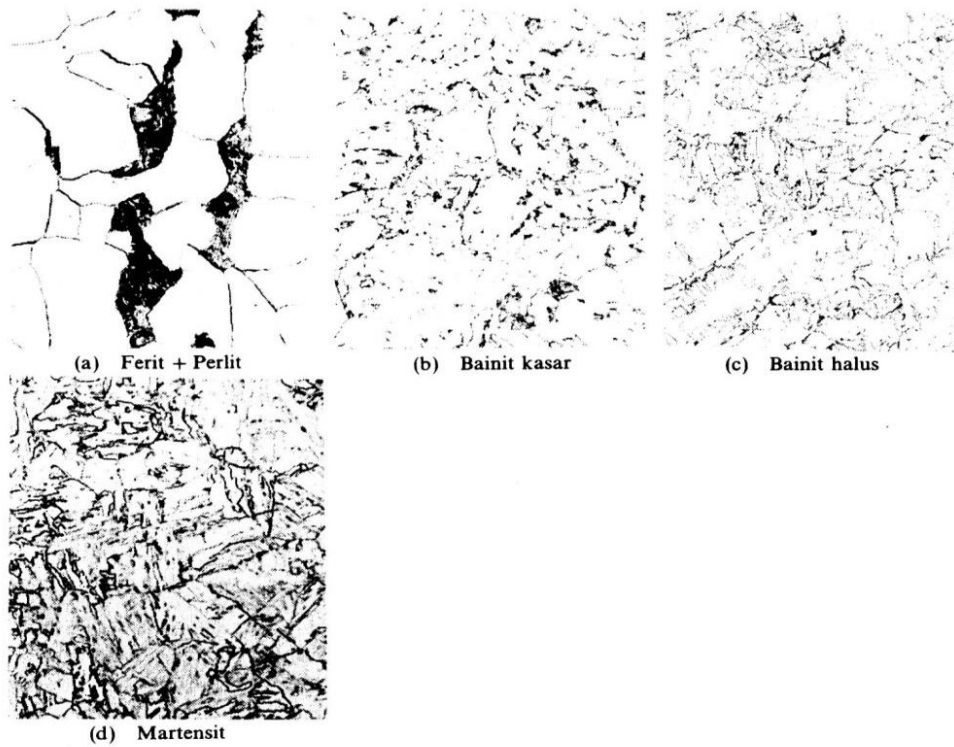 (a) Ferit + Perlit
(b) Bainit kasar
(c) Bainit halus
(d) Martensit